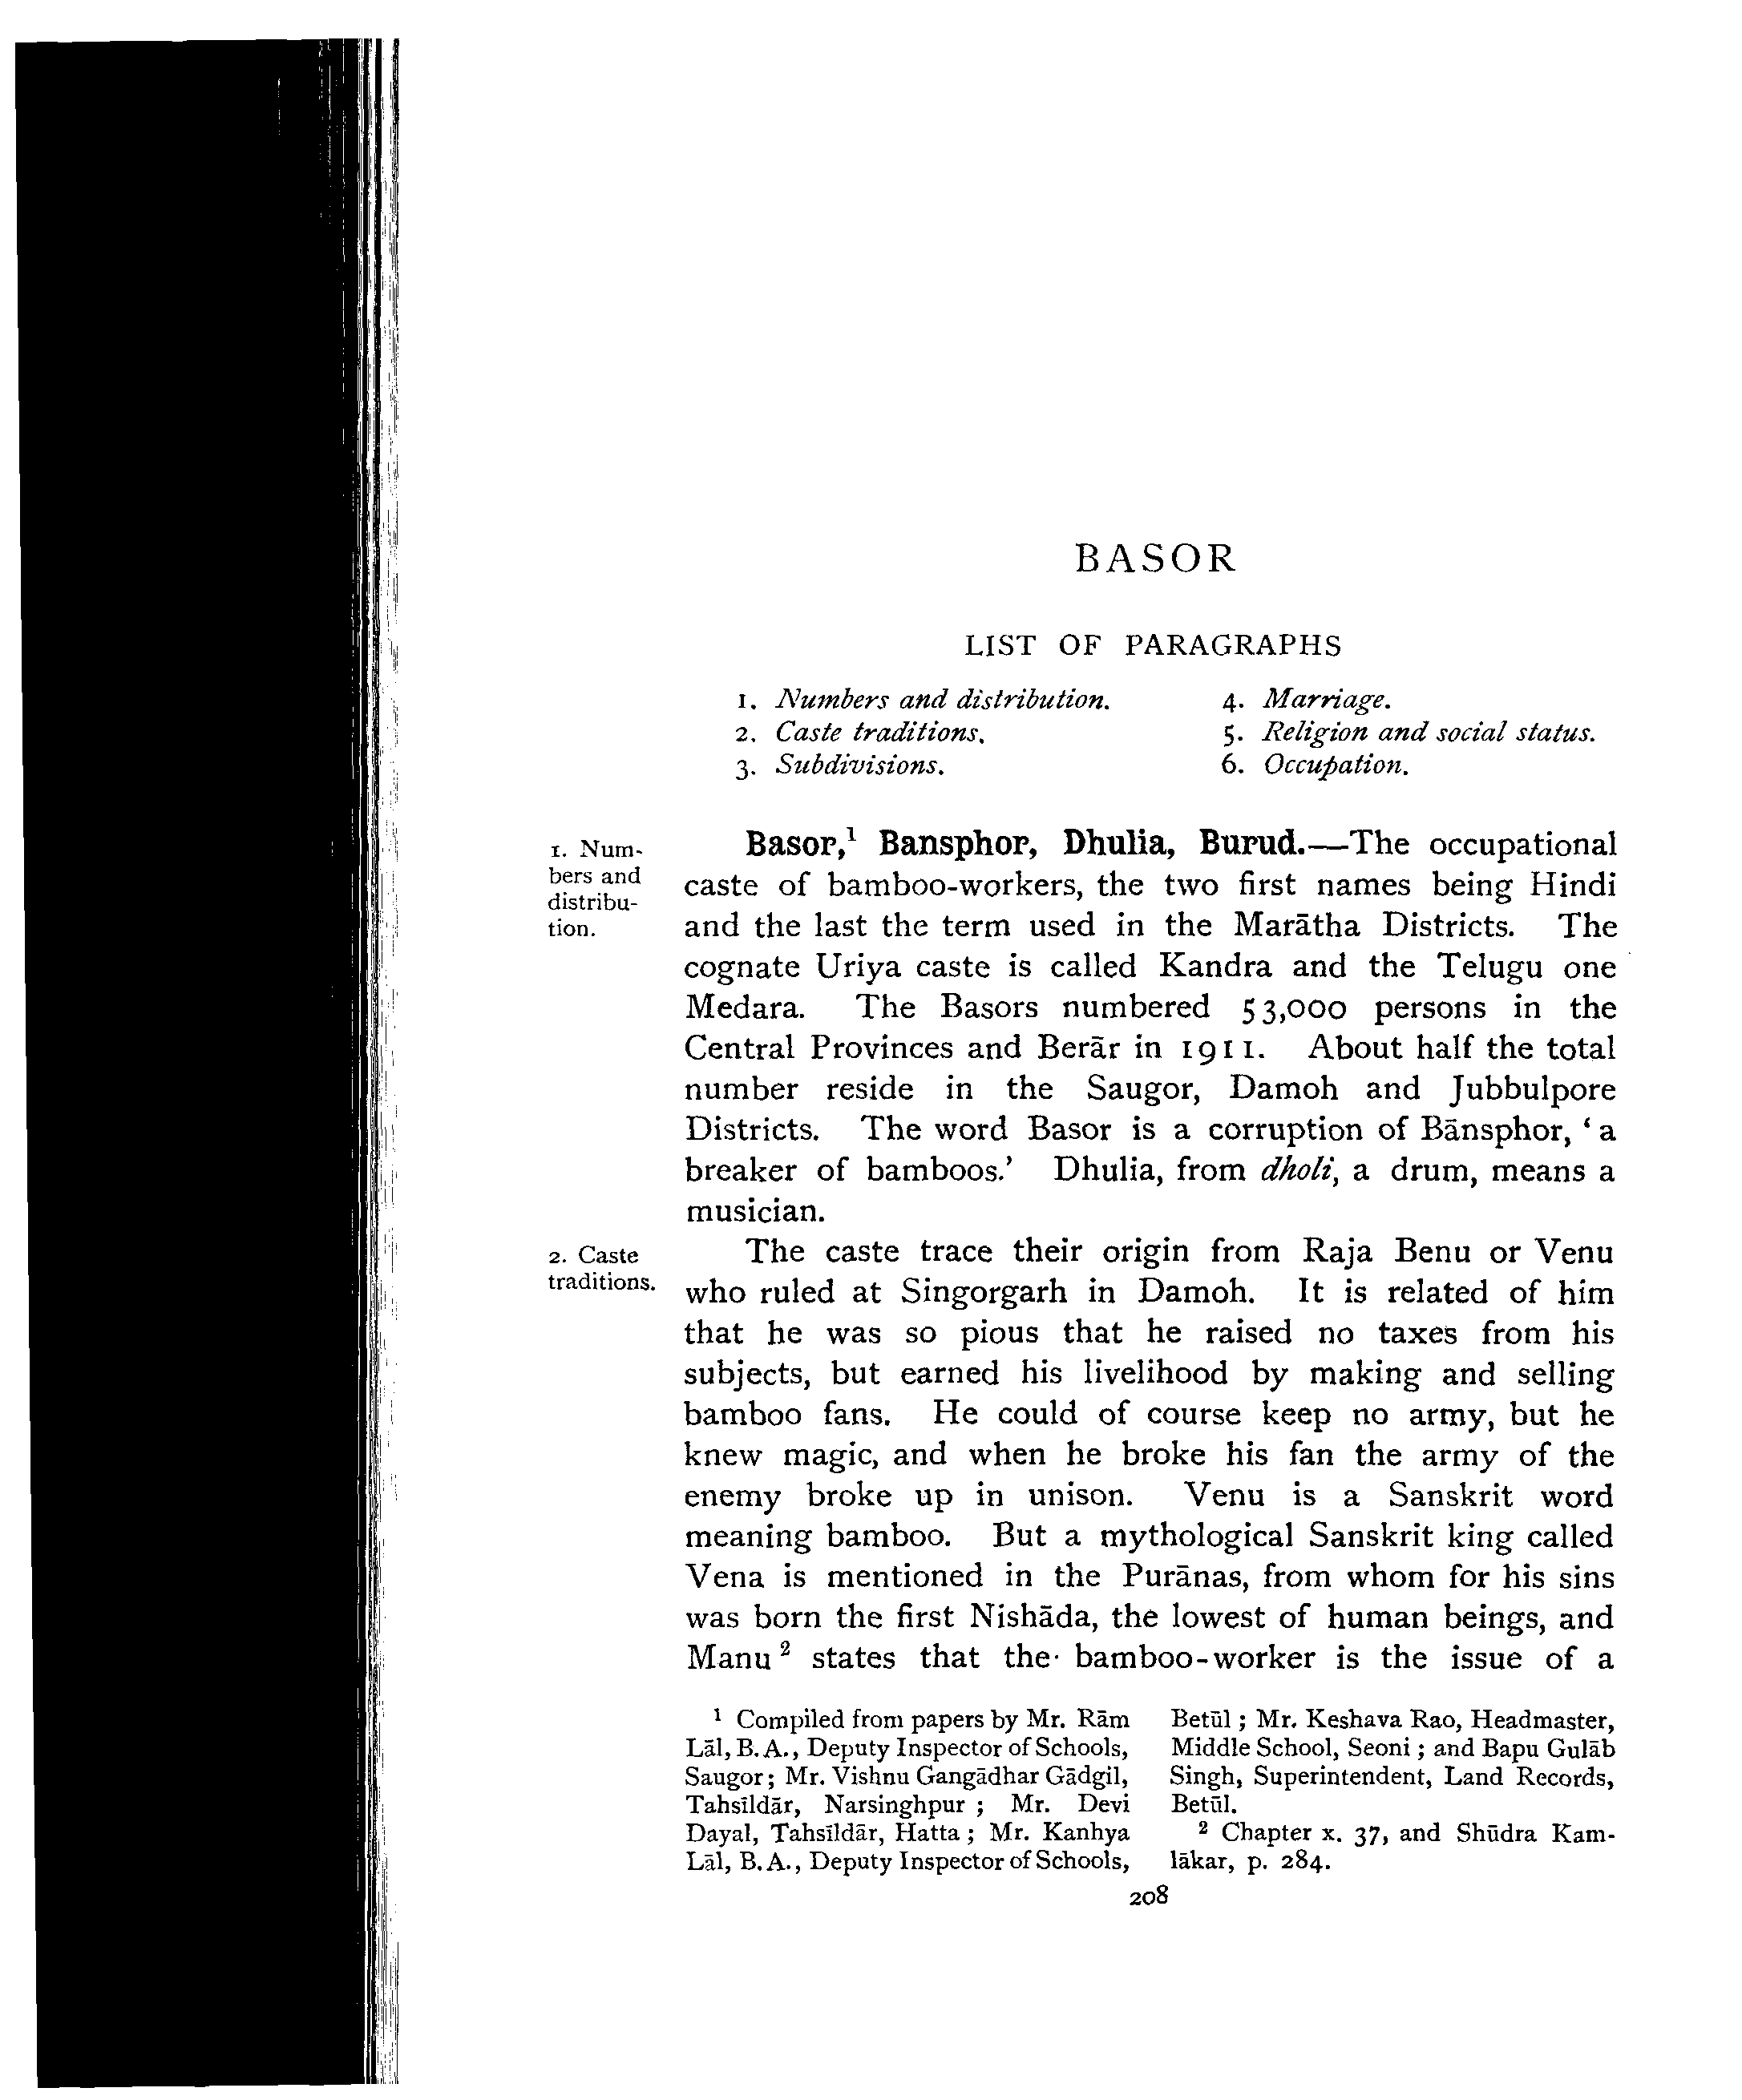 BASOR
LIST OF PARAGRAPHS
1. Numbers and distribution.
2. Caste traditions.
3. Subdivisions.
4. Marriage.
5. Religion and social status.
6. Occupation.
1. Num-
bers and
distribu-
tion.
Basor,¹ Bansphor, Dhulia, Burud.—The occupational
caste of bamboo-workers, the two first names being Hindi
and the last the term used in the Marātha Districts. The
cognate Uriya caste is called Kandra and the Telugu one
Medara. The Basors numbered 53,000 persons in the
Central Provinces and Berār in 1911. About half the total
number reside in the Saugor, Damoh and Jubbulpore
Districts. The word Basor is a corruption of Bānsphor, ‘a
breaker of bamboos.’ Dhulia, from dholi, a drum, means a
musician.
2. Caste
traditions.
The caste trace their origin from Raja Benu or Venu
who ruled at Singorgarh in Damoh. It is related of him
that he was so pious that he raised no taxes from his
subjects, but earned his livelihood by making and selling
bamboo fans. He could of course keep no army, but he
knew magic, and when he broke his fan the army of the
enemy broke up in unison. Venu is a Sanskrit word
meaning bamboo. But a mythological Sanskrit king called
Vena is mentioned in the Purānas, from whom for his sins
was born the first Nishāda, the lowest of human beings, and
Manu ² states that the bamboo-worker is the issue of a
¹ Compiled from papers by Mr. Rām
Lāl, B.A., Deputy Inspector of Schools,
Saugor; Mr. Vishnu Gangādhar Gādgil,
Tahsīldār, Narsinghpur ; Mr. Devi
Dayal, Tahsīldār, Hatta ; Mr. Kanhya
Lāl, B.A., Deputy Inspector of Schools,
Betūl ; Mr. Keshava Rao, Headmaster,
Middle School, Seoni ; and Bapu Gulāb
Singh, Superintendent, Land Records,
Betūl.
² Chapter x. 37, and Shūdra Kam-
lākar, p. 284.
208